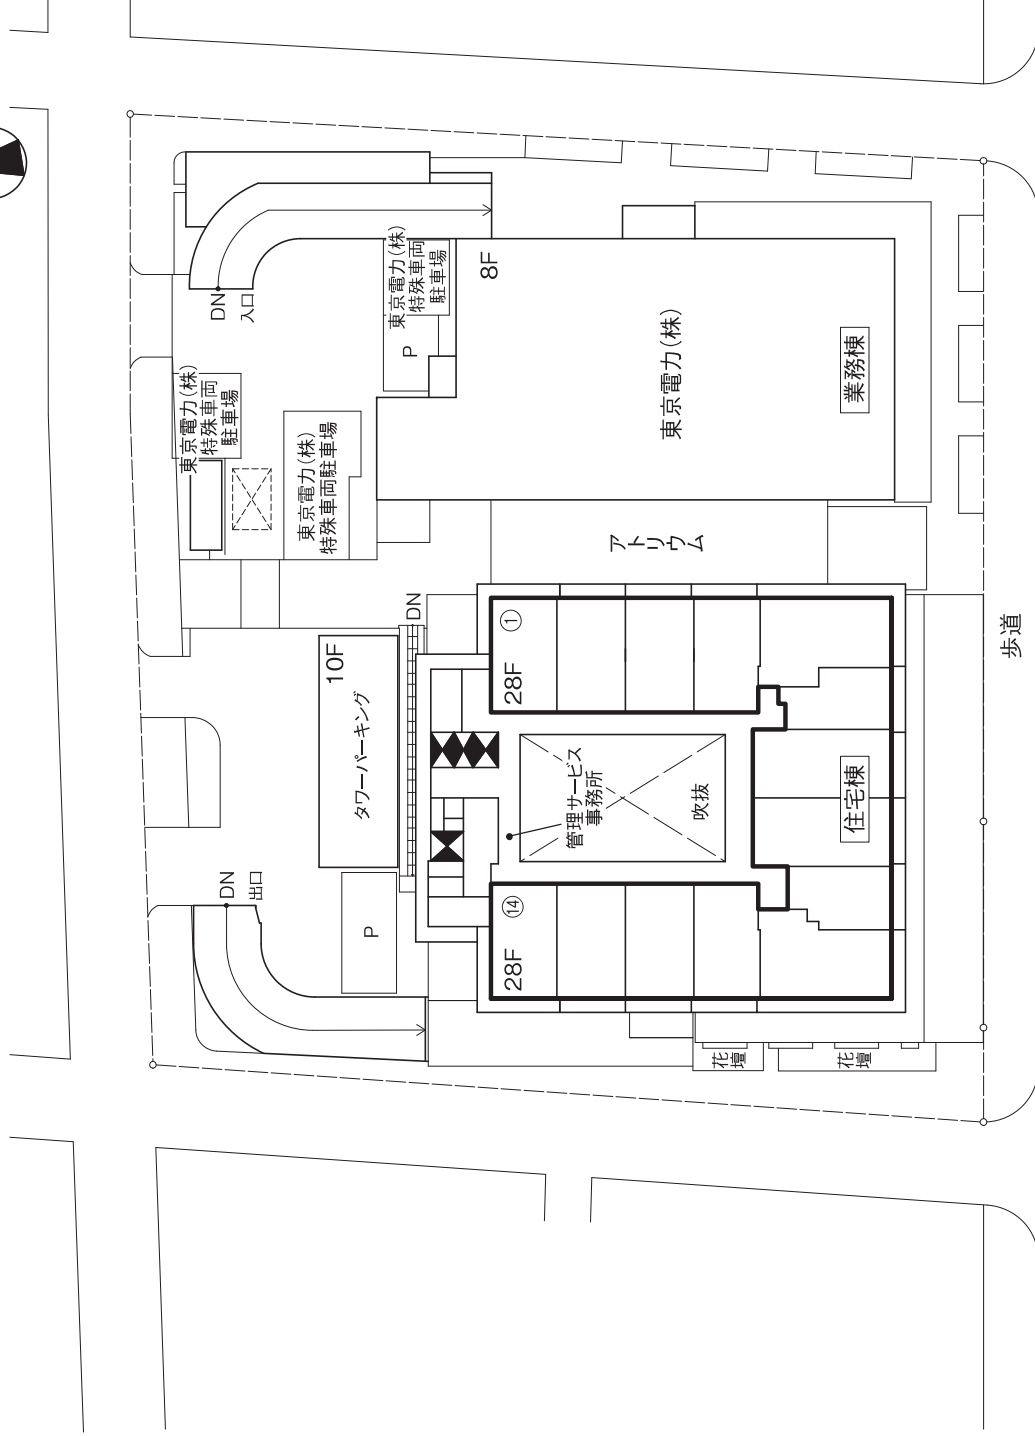 DN
入口
東京電力(株)
特殊車両
駐車場
P
8F
東京電力(株)
業務棟
東京電力(株)
特殊車両
駐車場
東京電力(株)
特殊車両駐車場
アトリウム
DN
10F
タワーパーキング
①
28F
管理サービス
事務所
吹抜
住宅棟
歩道
DN
出口
P
⑭
28F
花壇
花壇